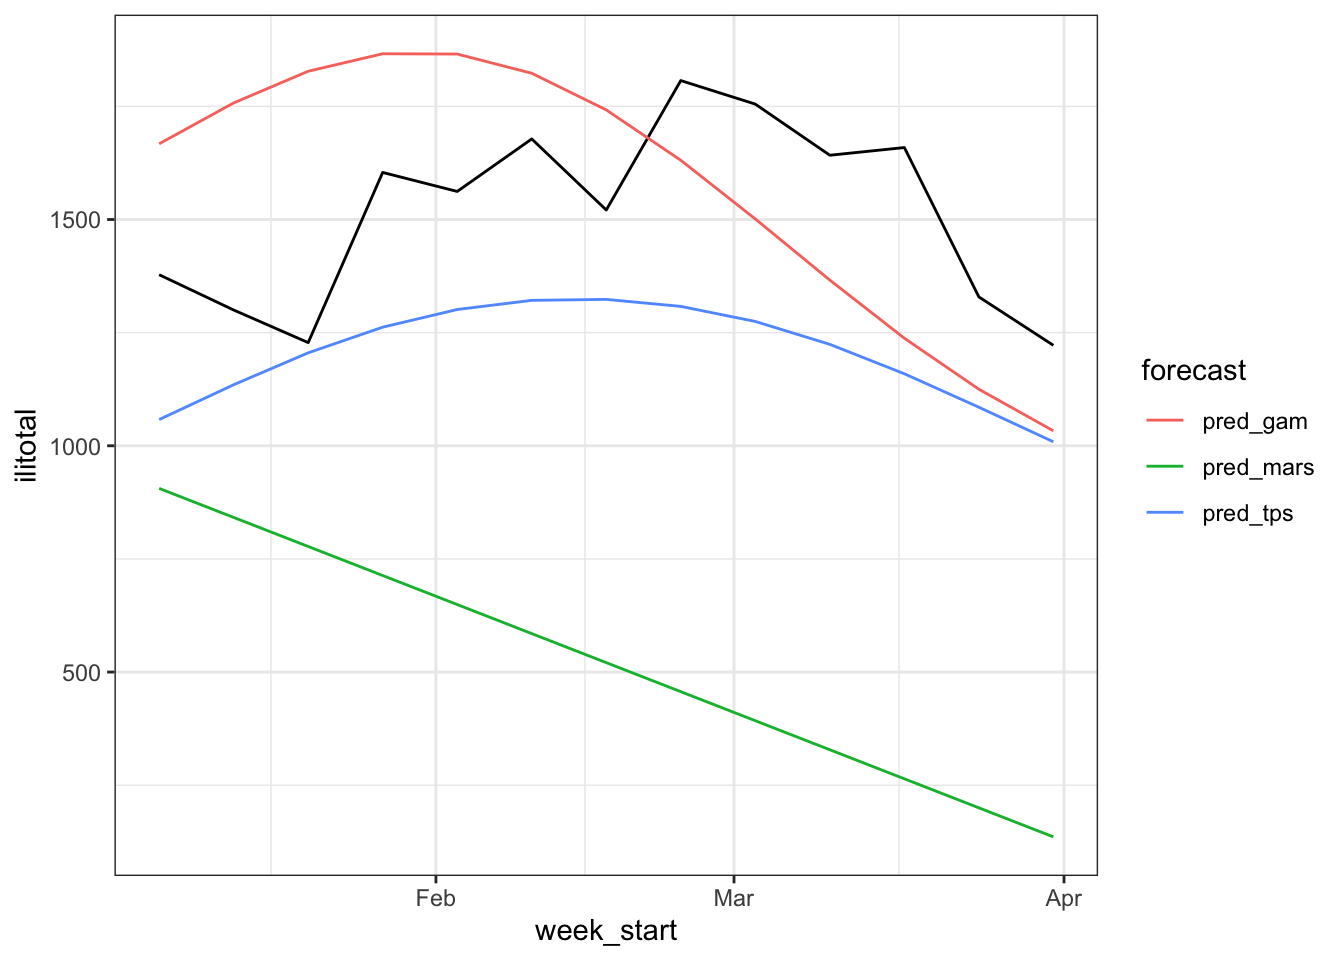 ilitotal
1500
1000
500
Feb
Mar
Apr
week_start
forecast
pred_gam
pred_mars
pred_tps